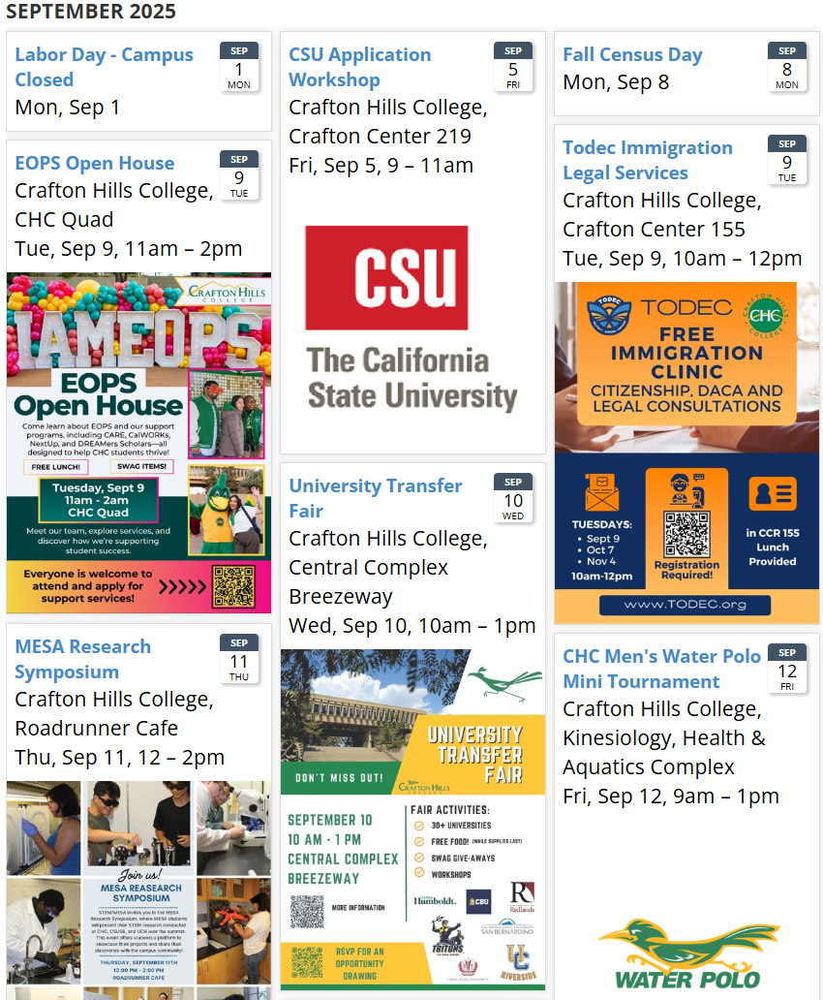 SEPTEMBER 2025
Labor Day - Campus
Closed
SEP
1
MON
Mon, Sep 1
EOPS Open House
SEP
9
TUE
Crafton Hills College,
CHC Quad
Tue, Sep 9, 11am – 2pm
CRAFTON HILLS
COLLEGE
IAMEOPS
EOPS
Open House
Come learn about EOPS and our support
programs, including CARE, CalWORKs,
NextUp, and DREAMers Scholars—all
designed to help CHC students thrive!
FREE LUNCH!
SWAG ITEMS!
Tuesday, Sept 9
11am - 2am
CHC Quad
Meet our team, explore services, and
discover how we're supporting
student success.
Everyone is welcome to
attend and apply for
support services!
MESA Research
Symposium
SEP
11
THU
Crafton Hills College,
Roadrunner Cafe
Thu, Sep 11, 12 – 2pm
Join us!
MESA REASEARCH
SYMPOSIUM
STEM/MESA invites you to the MESA
Research Symposium, where MESA students
will present their STEM research conducted
at CHC, CSUSB, and UCR over the summer.
This event offers students a platform to
showcase their projects and share their
discoveries with the campus community!
THURSDAY, SEPTEMBER 11TH
12:00 PM - 2:00 PM
ROADRUNNER CAFE
CSU Application
Workshop
SEP
5
FRI
Crafton Hills College,
Crafton Center 219
Fri, Sep 5, 9 – 11am
CSU
The California
State University
University Transfer
Fair
SEP
10
WED
Crafton Hills College,
Central Complex
Breezeway
Wed, Sep 10, 10am – 1pm
UNIVERSITY
TRANSFER
FAIR
DON'T MISS OUT!
CRAFTON HILLS
COLLEGE
SEPTEMBER 10
10 AM - 1 PM
CENTRAL COMPLEX
BREEZEWAY
MORE INFORMATION
RSVP FOR AN
OPPORTUNITY
DRAWING
FAIR ACTIVITIES:
30+ UNIVERSITIES
FREE FOOD! (WHILE SUPPLIES LAST)
SWAG GIVE-AWAYS
WORKSHOPS
Humboldt.
CBU
R
Redlands
TRITONS
SAN BERNARDINO
UC
RIVERSIDE
Fall Census Day
SEP
8
MON
Mon, Sep 8
Todec Immigration
Legal Services
SEP
9
TUE
Crafton Hills College,
Crafton Center 155
Tue, Sep 9, 10am – 12pm
TODEC
CRAFTON HILLS
CHC
COLLEGE
FREE
IMMIGRATION
CLINIC
CITIZENSHIP, DACA AND
LEGAL CONSULTATIONS
TUESDAYS:
• Sept 9
• Oct 7
• Nov 4
10am-12pm
Registration
Required!
in CCR 155
Lunch
Provided
www.TODEC.org
CHC Men's Water Polo
Mini Tournament
SEP
12
FRI
Crafton Hills College,
Kinesiology, Health &
Aquatics Complex
Fri, Sep 12, 9am – 1pm
WATER POLO